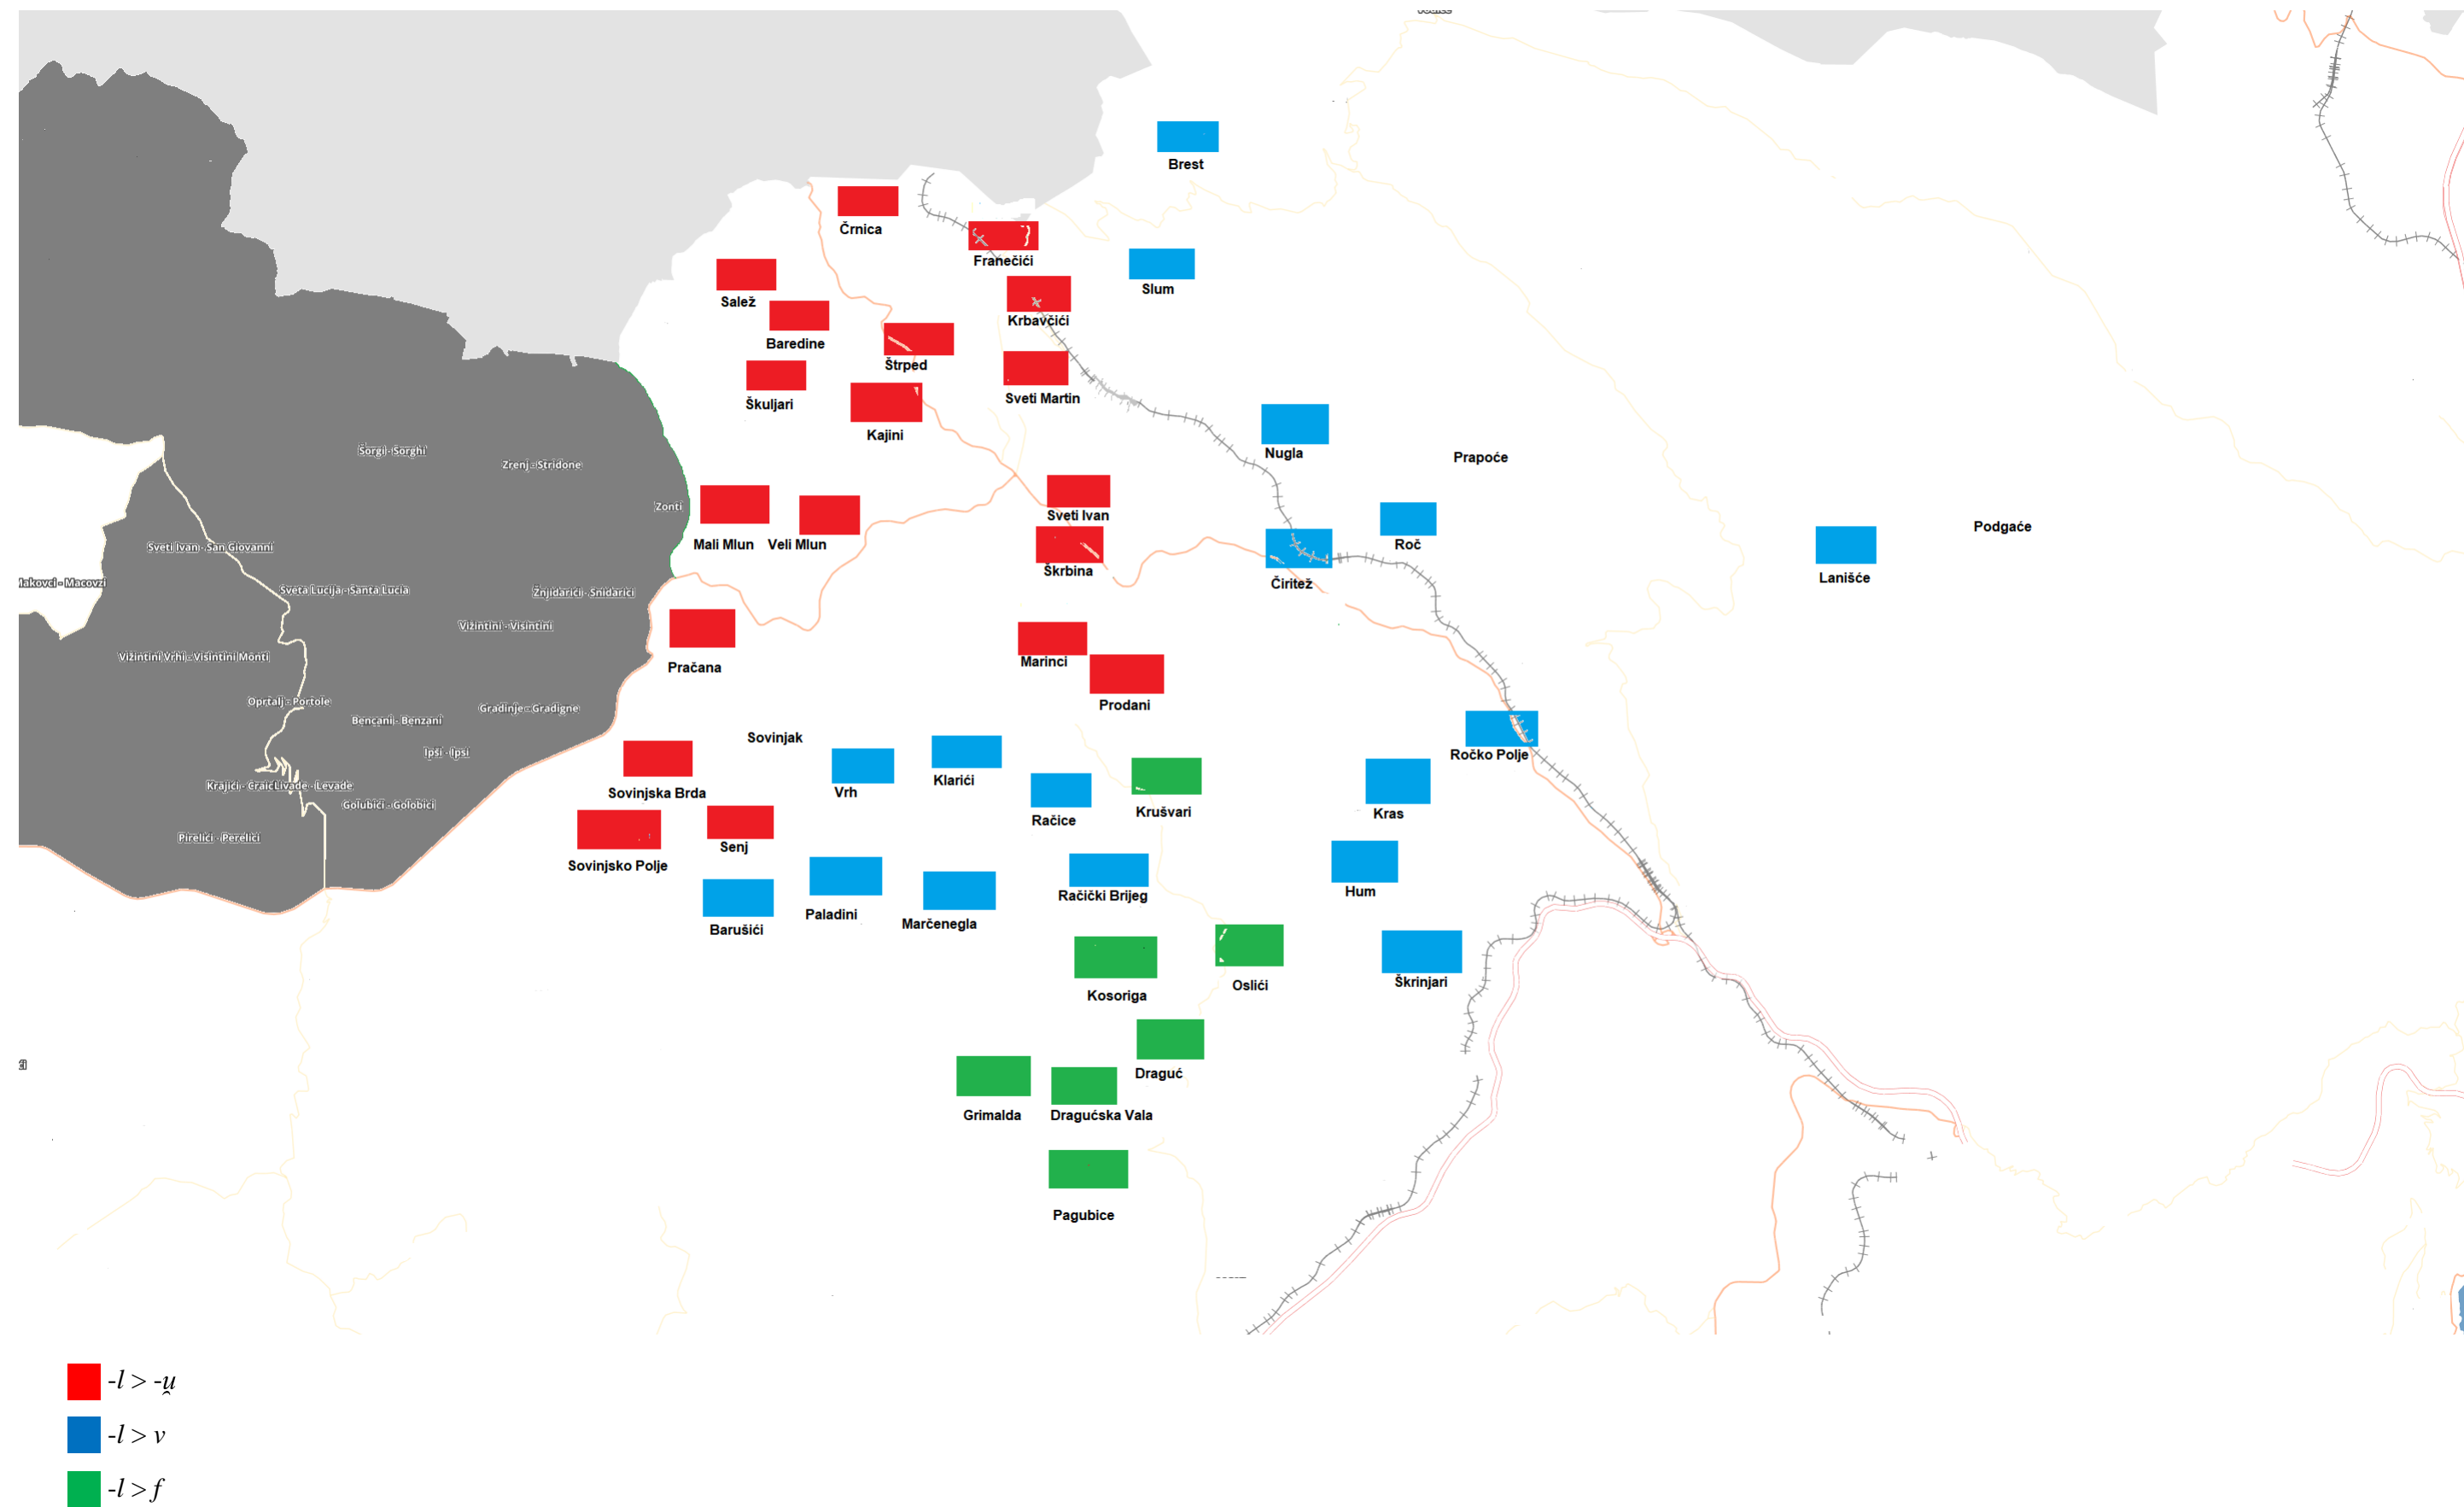 Brest
Črnica
Franečići
Slum
Salež
Krbavčići
Baredine
Štrped
Sveti Martin
Škuljari
Kajini
Šorgi - Sorghi
Nugla
Prapoće
Zrenj - Stridone
Zonti
Sveti Ivan
Podgaće
Mali Mlun
Veli Mlun
Roč
Sveti Ivan - San Giovanni
Škrbina
Lanišće
Čiritež
Makovci - Macovzi
Sveta Lucija - Santa Lucia
Žnjidarići - Snidarici
Vižintini - Visintini
Vižintini Vrhi - Visintini Monti
Marinci
Pračana
Oprtalj - Portole
Prodani
Gradinje - Gradigne
Benčani - Benzani
Sovinjak
Ipši - Ipsi
Ročko Polje
Klarići
Krajići - Craici
Livade - Levade
Sovinjska Brda
Vrh
Golubići - Golobici
Krušvari
Kras
Račice
Pirelići - Perelici
Senj
Sovinjsko Polje
Hum
Račički Brijeg
Paladini
Marčenegla
Barušići
Škrinjari
Oslići
Kosoriga
Draguć
Grimalda
Dragućska Vala
Pagubice
-l > -u̯
-l > v
-l > f